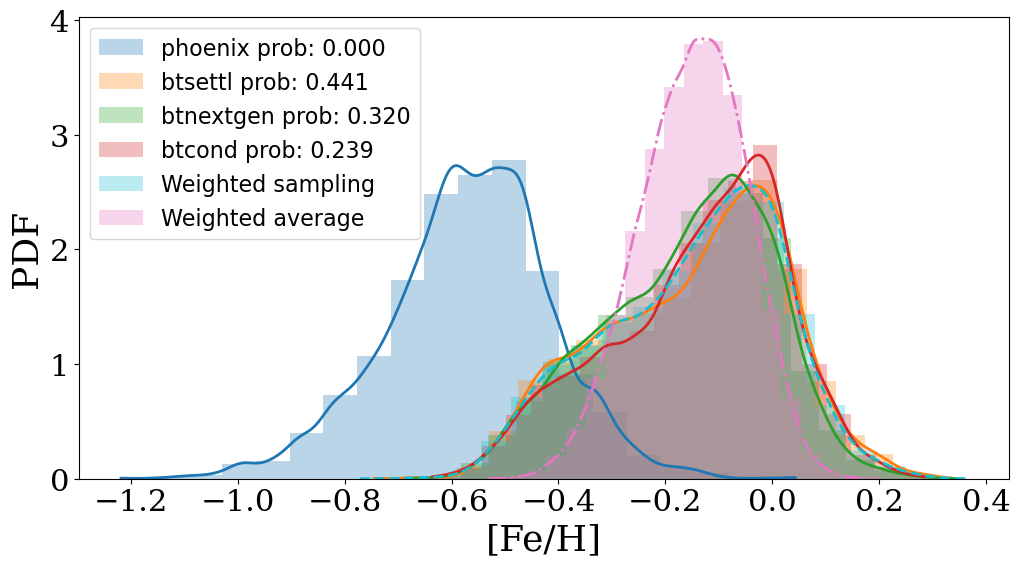 4
3
2
1
0
PDF
phoenix prob: 0.000
btsettl prob: 0.441
btnextgen prob: 0.320
btcond prob: 0.239
Weighted sampling
Weighted average
−1.2 −1.0 −0.8 −0.6 −0.4 −0.2 0.0 0.2 0.4
[Fe/H]